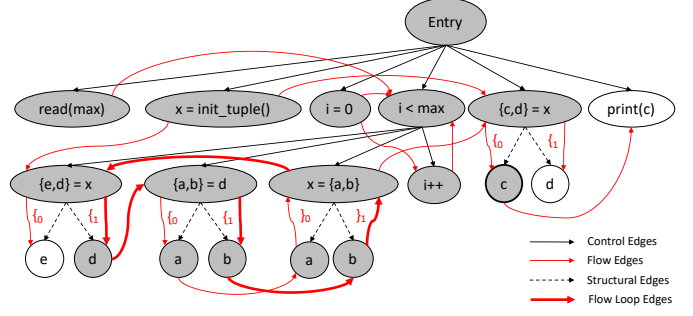 Entry
read(max)
x = init_tuple()
i = 0
i < max
{c,d} = x
print(c)
{0
{1
{e,d} = x
{a,b} = d
x = {a,b}
i++
c
d
{0
{1
{0
{1
}0
}1
e
d
a
b
a
b
Control Edges
Flow Edges
Structural Edges
Flow Loop Edges